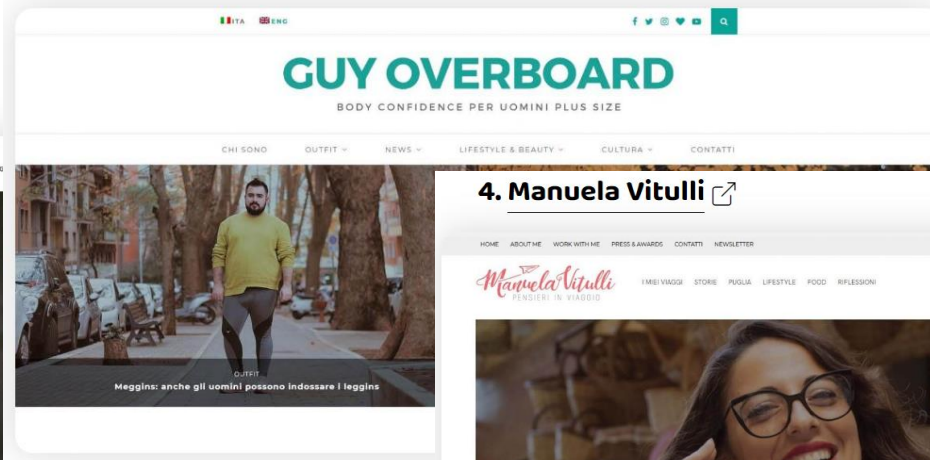 ITA ENG
GUY OVERBOARD
BODY CONFIDENCE PER UOMINI PLUS SIZE
CHI SONO OUTFIT NEWS LIFESTYLE & BEAUTY CULTURA CONTATTI
OUTFIT
Meggins: anche gli uomini possono indossare i leggins
4. Manuela Vitulli
HOME ABOUT ME WORK WITH ME PRESS & AWARDS CONTATTI NEWSLETTER
Manuela Vitulli
PENSIERI IN VIAGGIO
I MIEI VIAGGI STORIE PUGLIA LIFESTYLE FOOD RIFLESSIONI